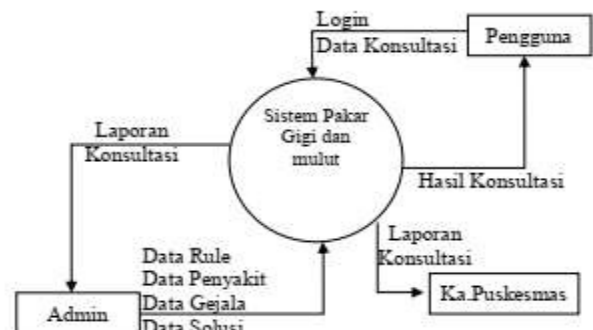 Login
Data Konsultasi
Pengguna
Sistem Pakar
Gigi dan
mulut
Laporan
Konsultasi
Hasil Konsultasi
Laporan
Konsultasi
Ka.Puskesmas
Data Rule
Data Penyakit
Data Gejala
Data Solusi
Admin